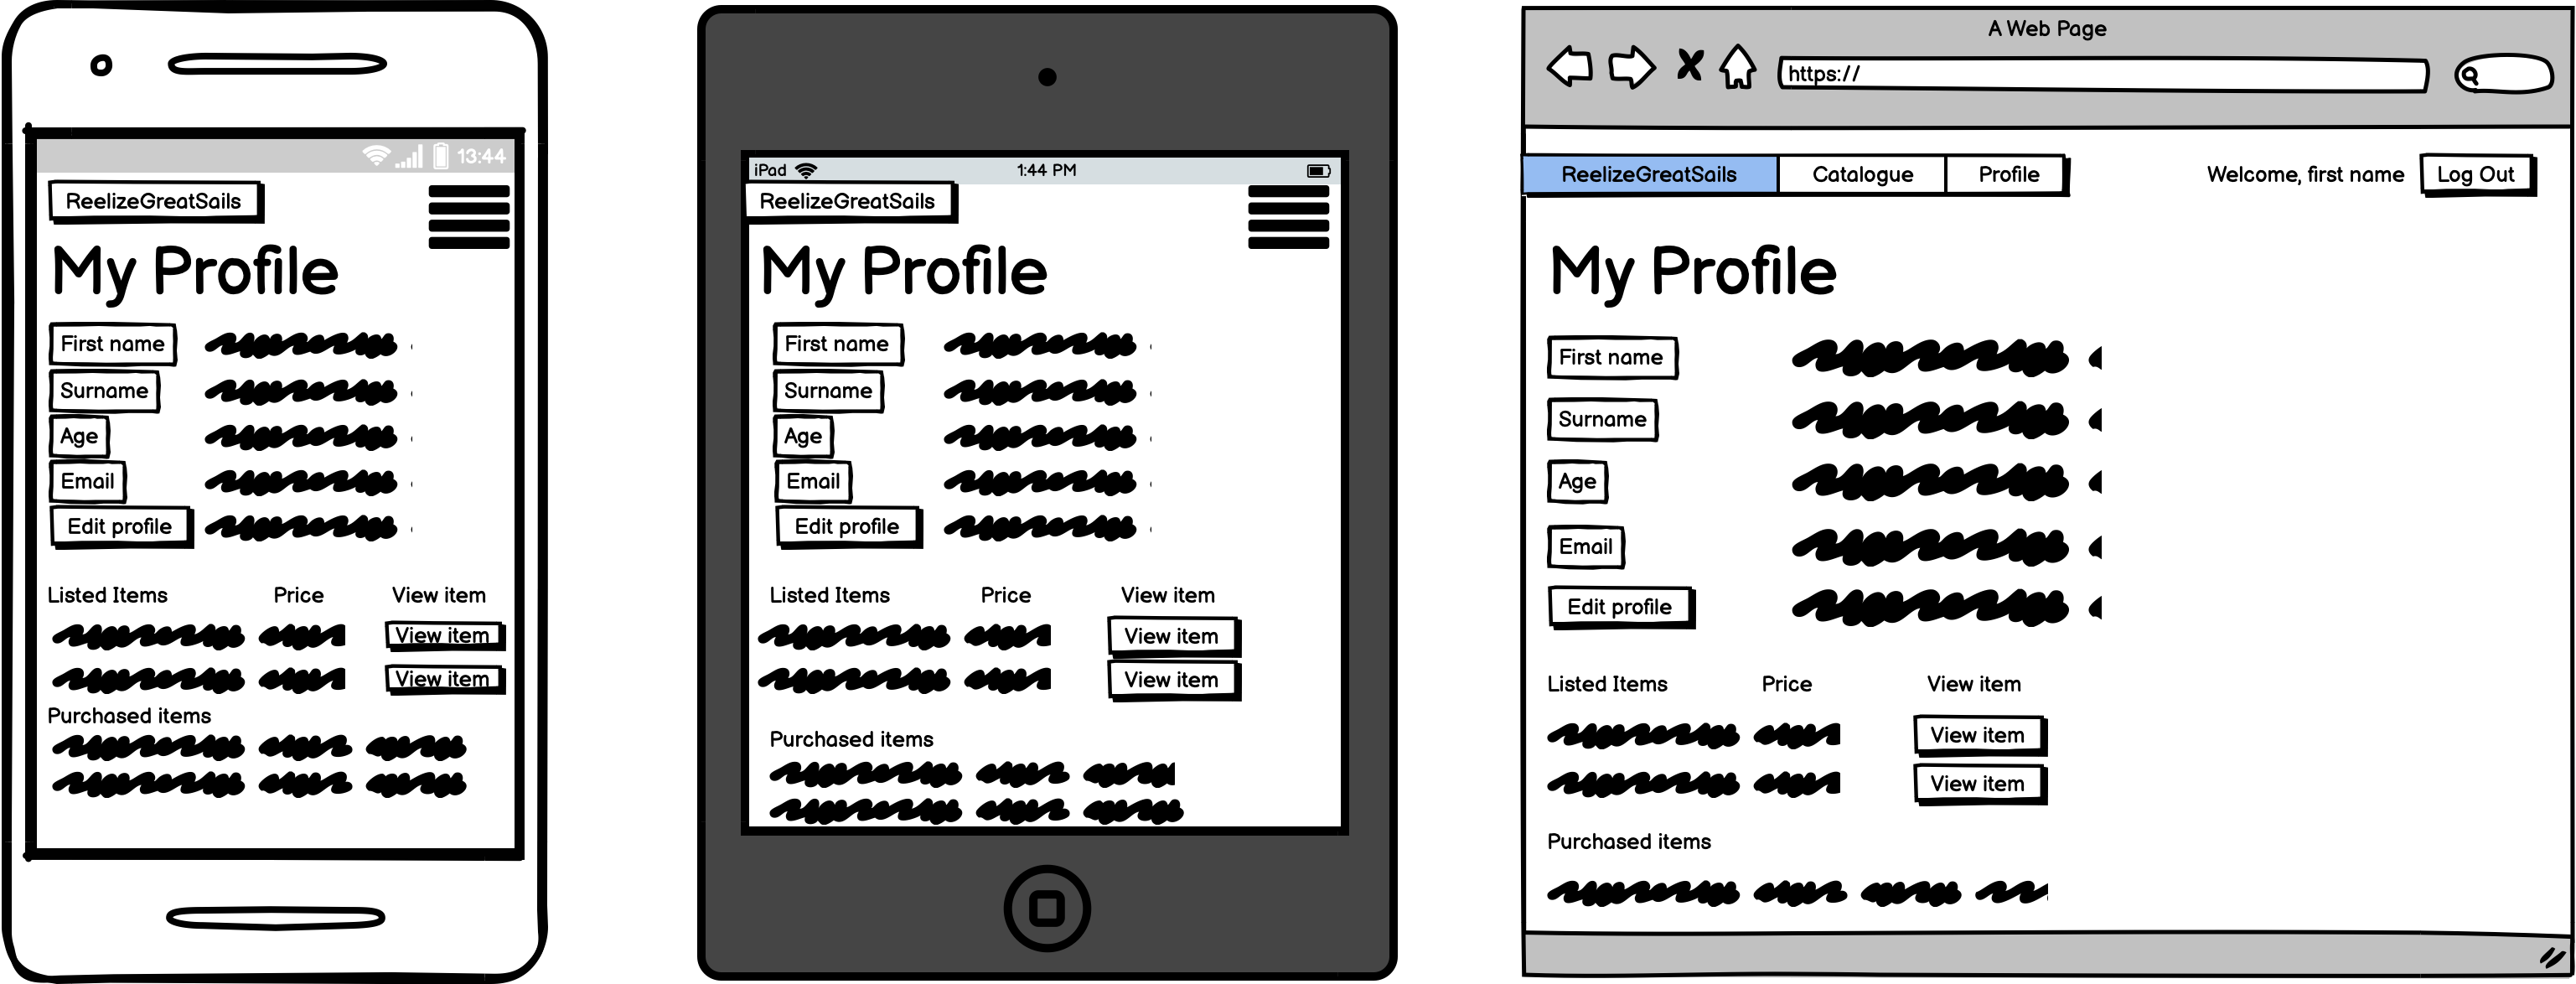 13:44
ReelizeGreatSails
My Profile
First name
Surname
Age
Email
Edit profile
Listed Items Price View item
View item
View item
Purchased items
iPad 1:44 PM
ReelizeGreatSails
My Profile
First name
Surname
Age
Email
Edit profile
Listed Items Price View item
View item
View item
Purchased items
A Web Page
https://
ReelizeGreatSails Catalogue Profile Welcome, first name Log Out
My Profile
First name
Surname
Age
Email
Edit profile
Listed Items Price View item
View item
View item
Purchased items